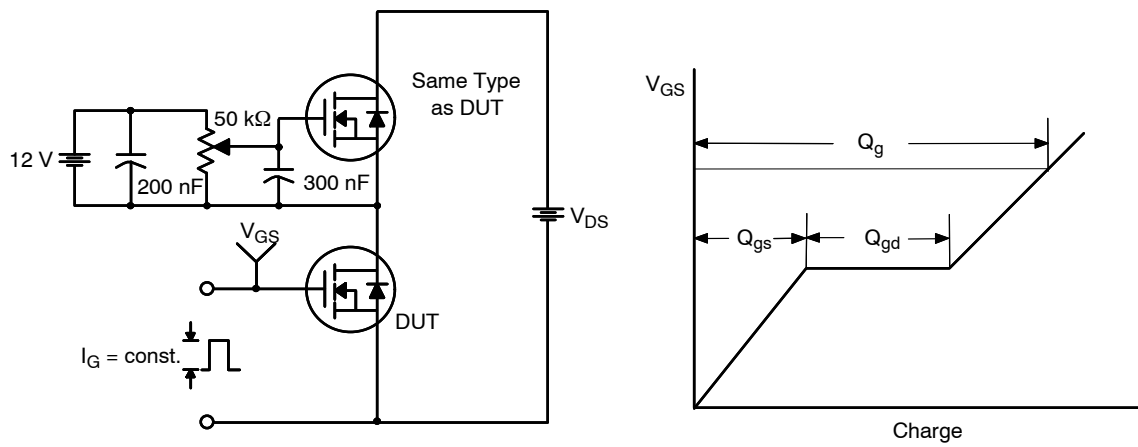 Same Type
as DUT
50 kΩ
12 V
200 nF
300 nF
V_GS
V_DS
DUT
I_G = const.
V_GS
Q_g
Q_gs
Q_gd
Charge